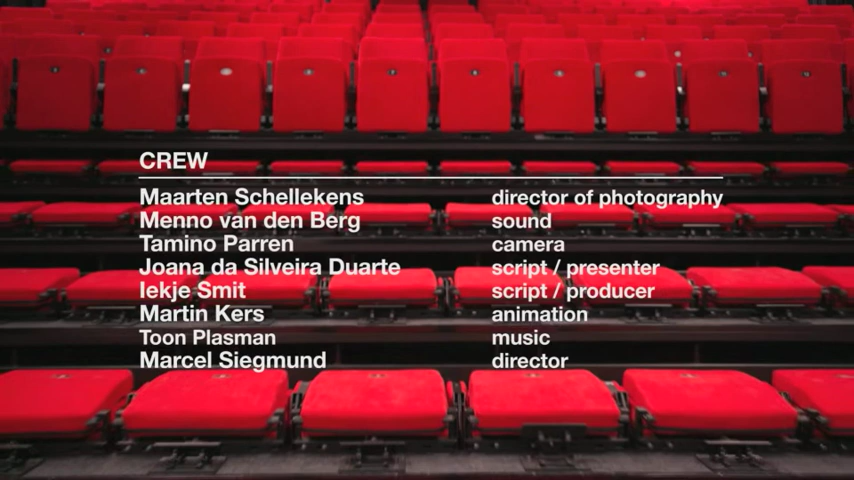 CREW
Maarten Schellekens director of photography
Menno van den Berg sound
Tamino Parren camera
Joana da Silveira Duarte script / presenter
Iekje Smit script / producer
Martin Kers animation
Toon Plasman music
Marcel Siegmund director